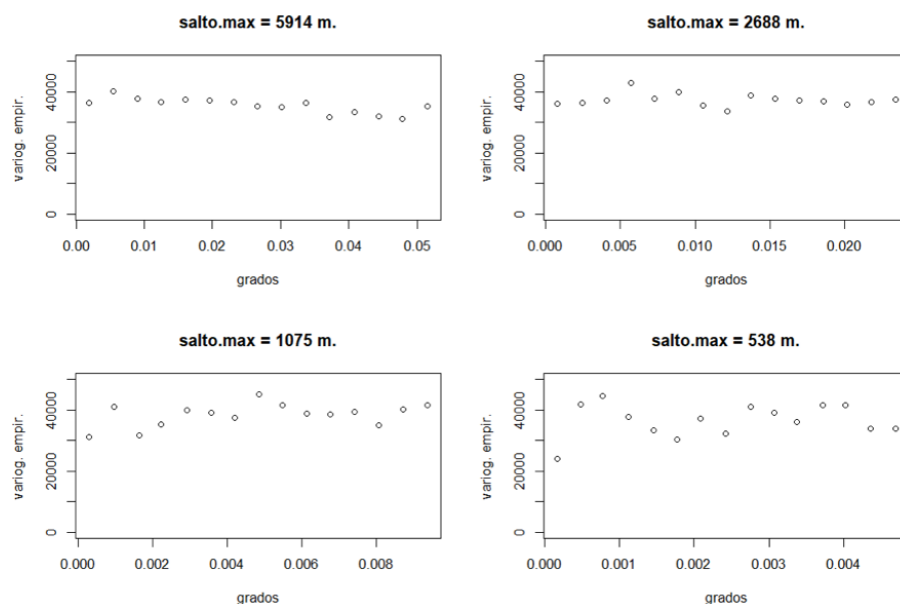 salto.max = 5914 m.
40000
20000
0
variog. empir.
0.00 0.01 0.02 0.03 0.04 0.05
grados
salto.max = 2688 m.
40000
20000
0
variog. empir.
0.000 0.005 0.010 0.015 0.020
grados
salto.max = 1075 m.
40000
20000
0
variog. empir.
0.000 0.002 0.004 0.006 0.008
grados
salto.max = 538 m.
40000
20000
0
variog. empir.
0.000 0.001 0.002 0.003 0.004
grados